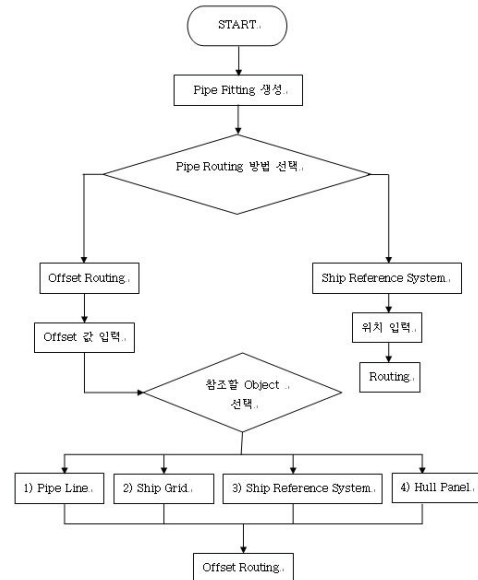 START
Pipe Fitting 생성
Pipe Routing 방법 선택
Offset Routing
Ship Reference System
Offset 값 입력
위치 입력
참조할 Object
선택
Routing
1) Pipe Line
2) Ship Grid
3) Ship Reference System
4) Hull Panel
Offset Routing